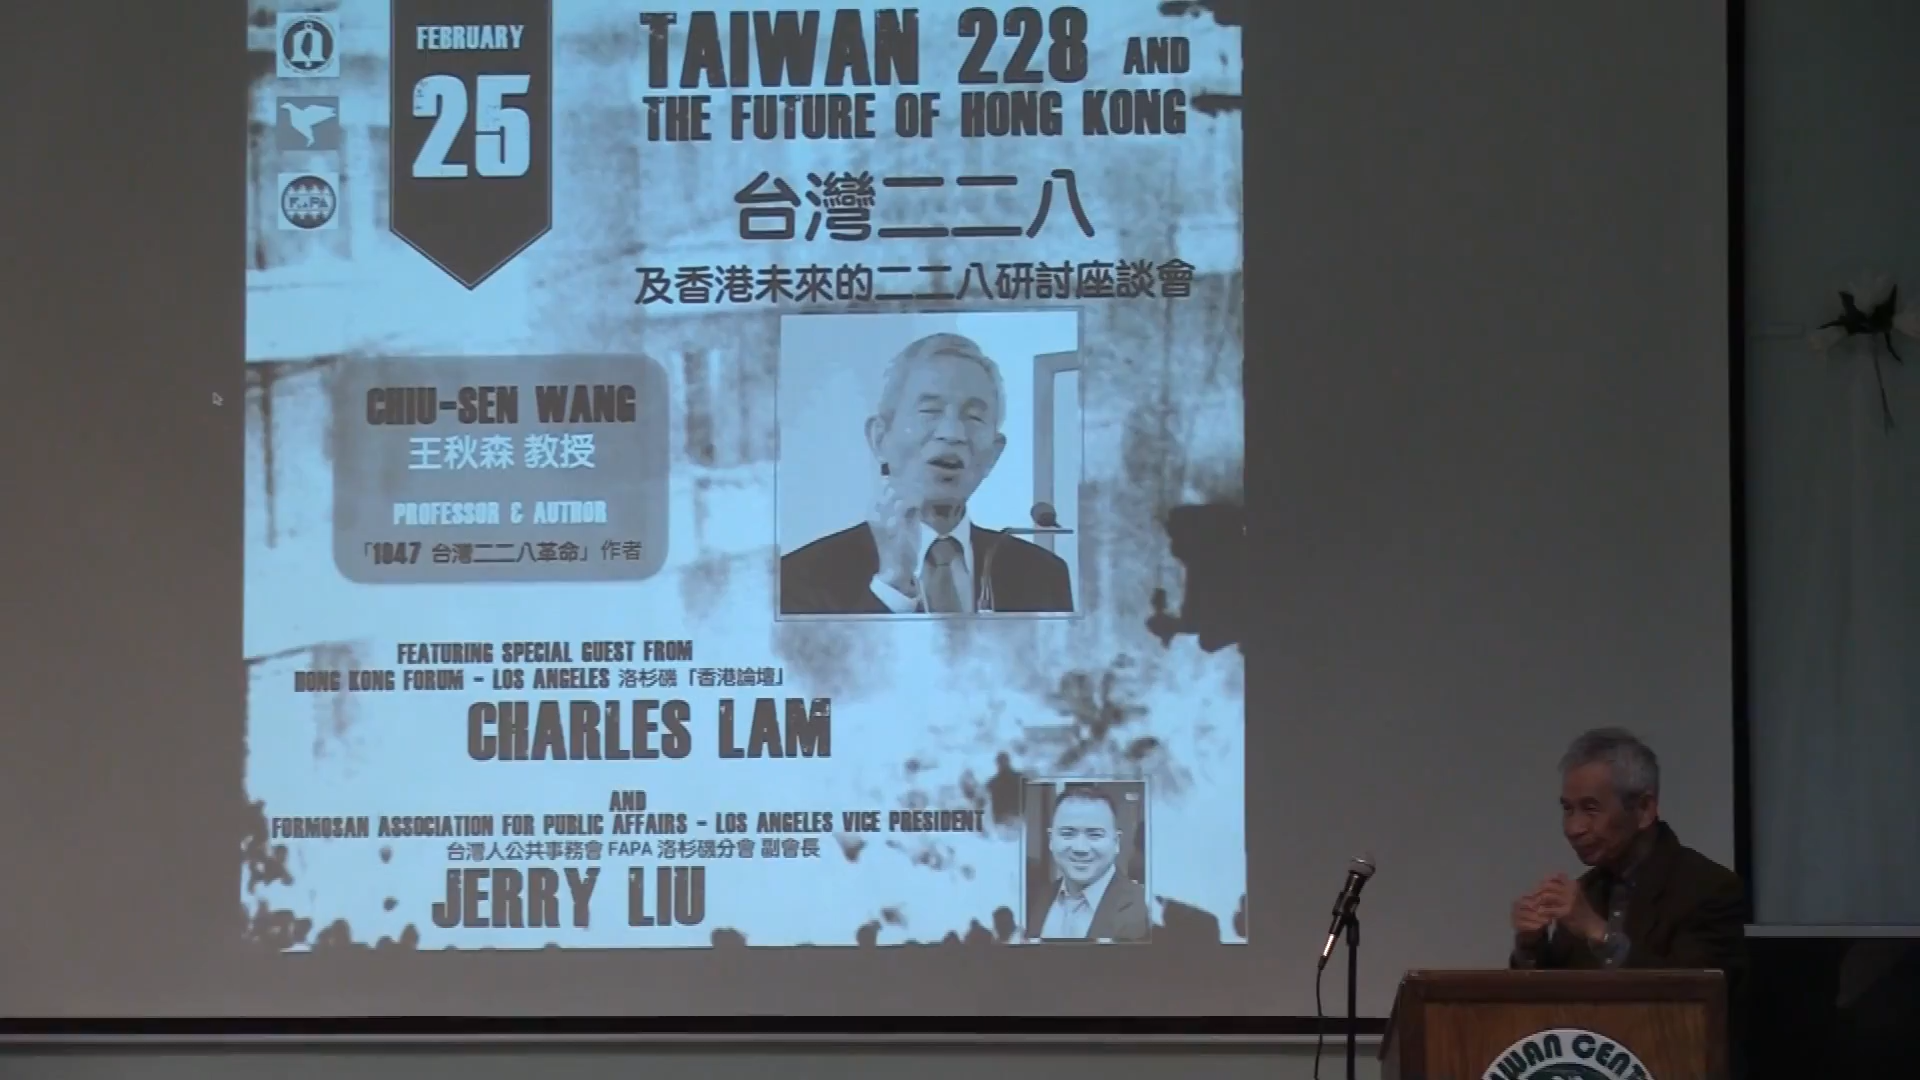 FEBRUARY
25
TAIWAN 228 AND
THE FUTURE OF HONG KONG
台灣二二八
及香港未來的二二八研討座談會
FAPA
CHIU-SEN WANG
王秋森 教授
PROFESSOR & AUTHOR
「1947 台灣二二八革命」作者
FEATURING SPECIAL GUEST FROM
HONG KONG FORUM - LOS ANGELES 洛杉磯「香港論壇」
CHARLES LAM
AND
FORMOSAN ASSOCIATION FOR PUBLIC AFFAIRS - LOS ANGELES VICE PRESIDENT
台灣人公共事務會 FAPA 洛杉磯分會 副會長
JERRY LIU